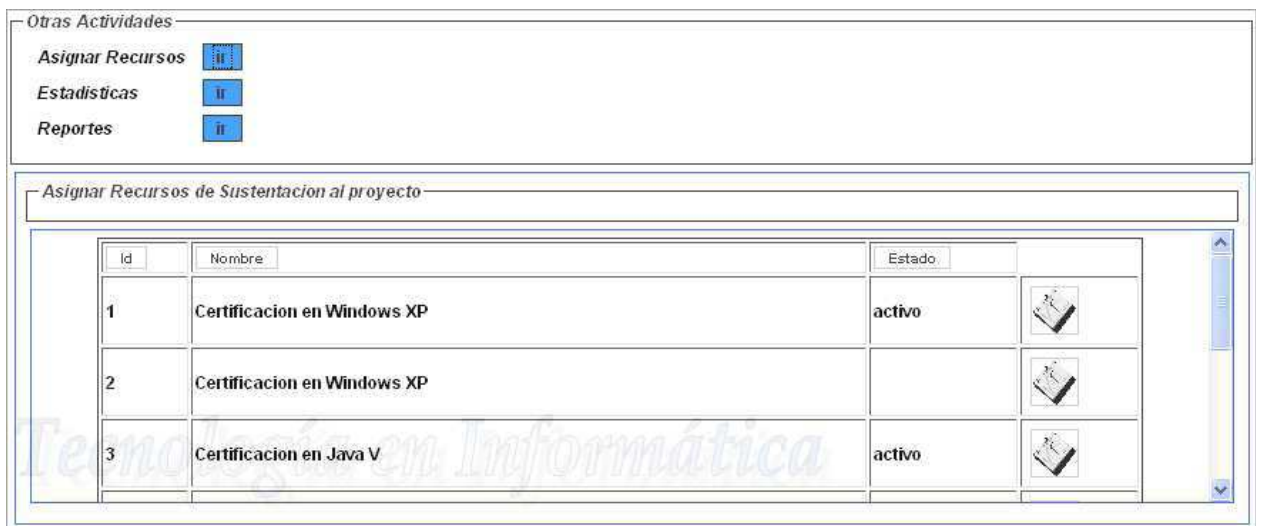 Otras Actividades
Asignar Recursos ir
Estadisticas ir
Reportes ir
Asignar Recursos de Sustentacion al proyecto
Id Nombre Estado
1 Certificacion en Windows XP activo
2 Certificacion en Windows XP
3 Certificacion en Java V activo
Tecnología en Informática